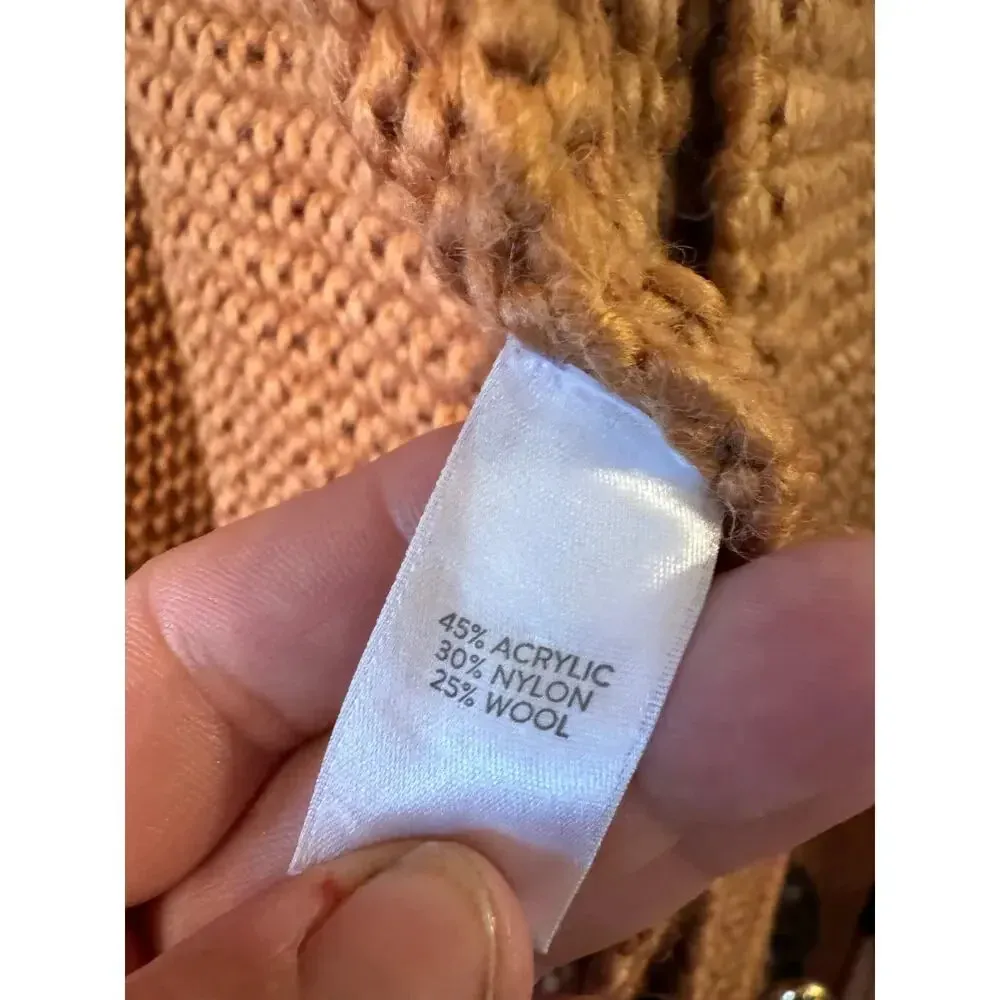 45% ACRYLIC
30% NYLON
25% WOOL